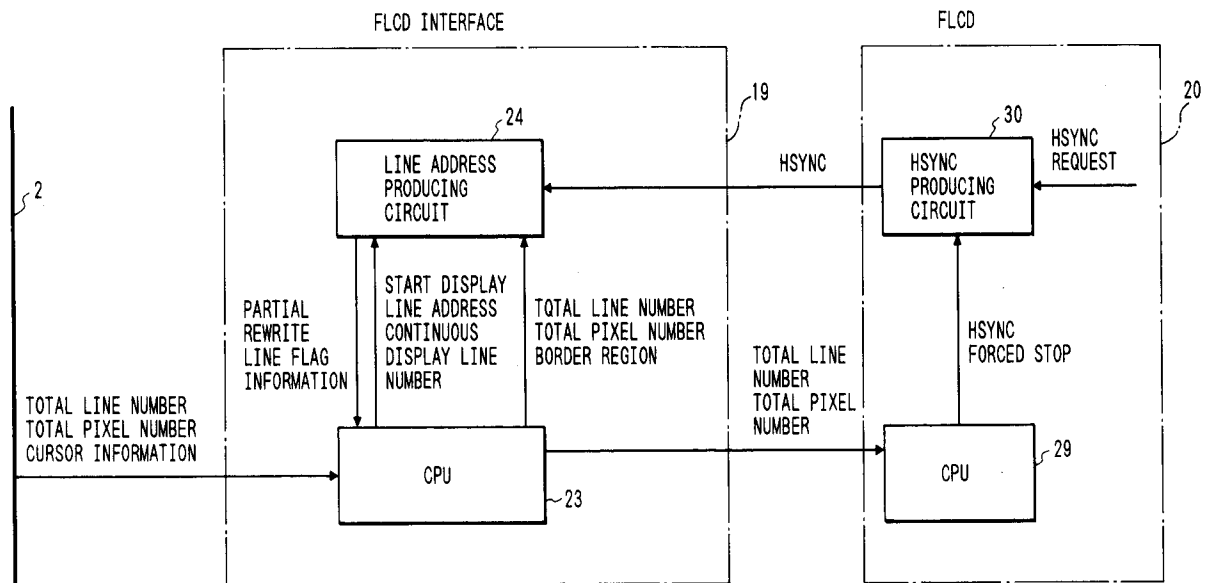 FLCD INTERFACE
FLCD
19
20
24
30
2
LINE ADDRESS
PRODUCING
CIRCUIT
HSYNC
HSYNC
PRODUCING
CIRCUIT
HSYNC
REQUEST
PARTIAL
REWRITE
LINE FLAG
INFORMATION
START DISPLAY
LINE ADDRESS
CONTINUOUS
DISPLAY LINE
NUMBER
TQTAL LINE NUMBER
TOTAL PIXEL NUMBER
BORDER REGION
TOTAL LINE
NUMBER
TOTAL PIXEL
NUMBER
HSYNC
FORCED STOP
TOTAL LINE NUMBER
TOTAL PIXEL NUMBER
CURSOR INFORMATION
CPU
23
CPU
29